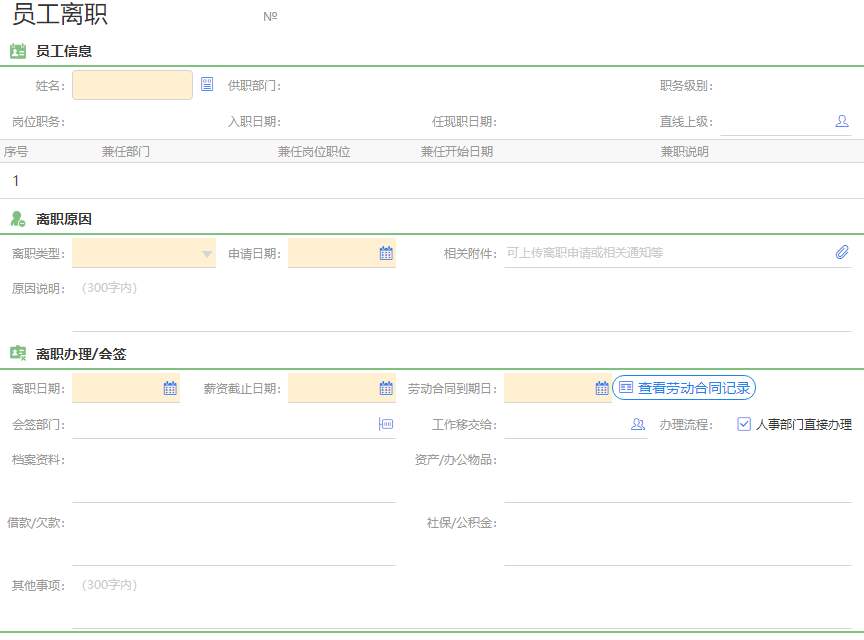 员工离职 №
员工信息
姓名: 供职部门: 职务级别:
岗位职务: 入职日期: 任现职日期: 直线上级:
序号 兼任部门 兼任岗位职位 兼任开始日期 兼职说明
1
离职原因
离职类型: 申请日期: 相关附件: 可上传离职申请或相关通知等
原因说明: (300字内)
离职办理/会签
离职日期: 薪资截止日期: 劳动合同到期日: 查看劳动合同记录
会签部门: 工作移交给: 办理流程: 人事部门直接办理
档案资料: 资产/办公物品:
借款/欠款: 社保/公积金:
其他事项: (300字内)